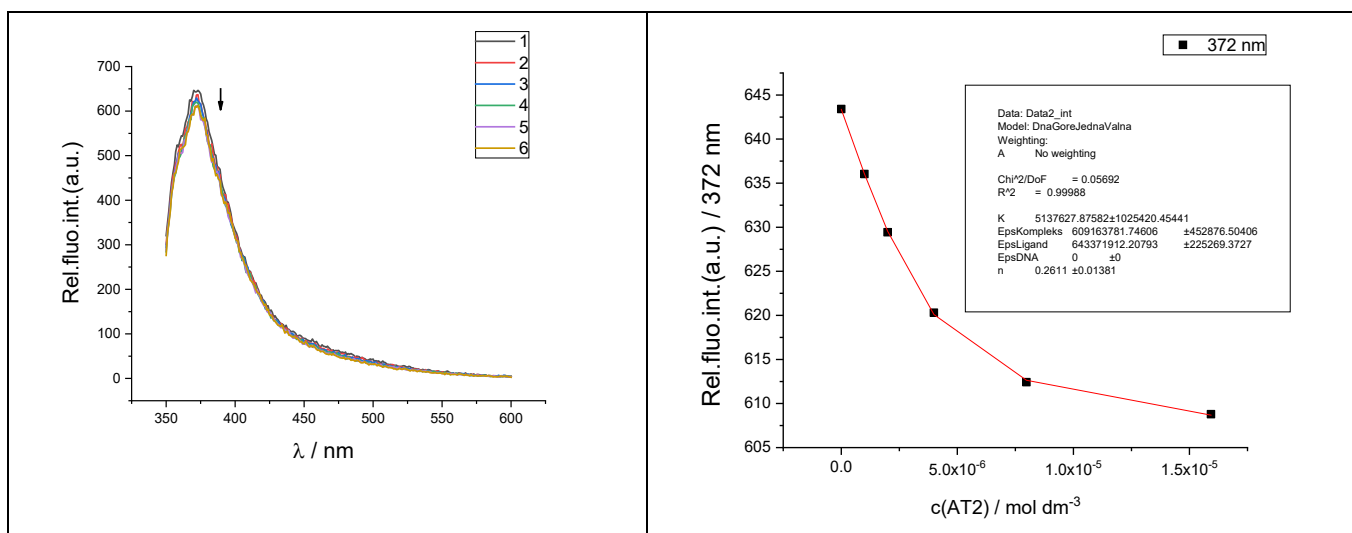 1
2
3
4
5
6
700
600
500
400
300
200
100
0
Rel.fluo.int.(a.u.)
350 400 450 500 550 600
λ / nm
372 nm
645
640
635
630
625
620
615
610
605
Rel.fluo.int.(a.u.) / 372 nm
Data: Data2_int
Model: DnaGoreJednaValna
Weighting:
A No weighting
Chi^2/DoF = 0.05692
R^2 = 0.99988
K 5137627.87582±1025420.45441
EpsKompleks 609163781.74606 ±452876.50406
EpsLigand 643371912.20793 ±225269.3727
EpsDNA 0 ±0
n 0.2611 ±0.01381
0.0 5.0x10⁻⁶ 1.0x10⁻⁵ 1.5x10⁻⁵
c(AT2) / mol dm⁻³